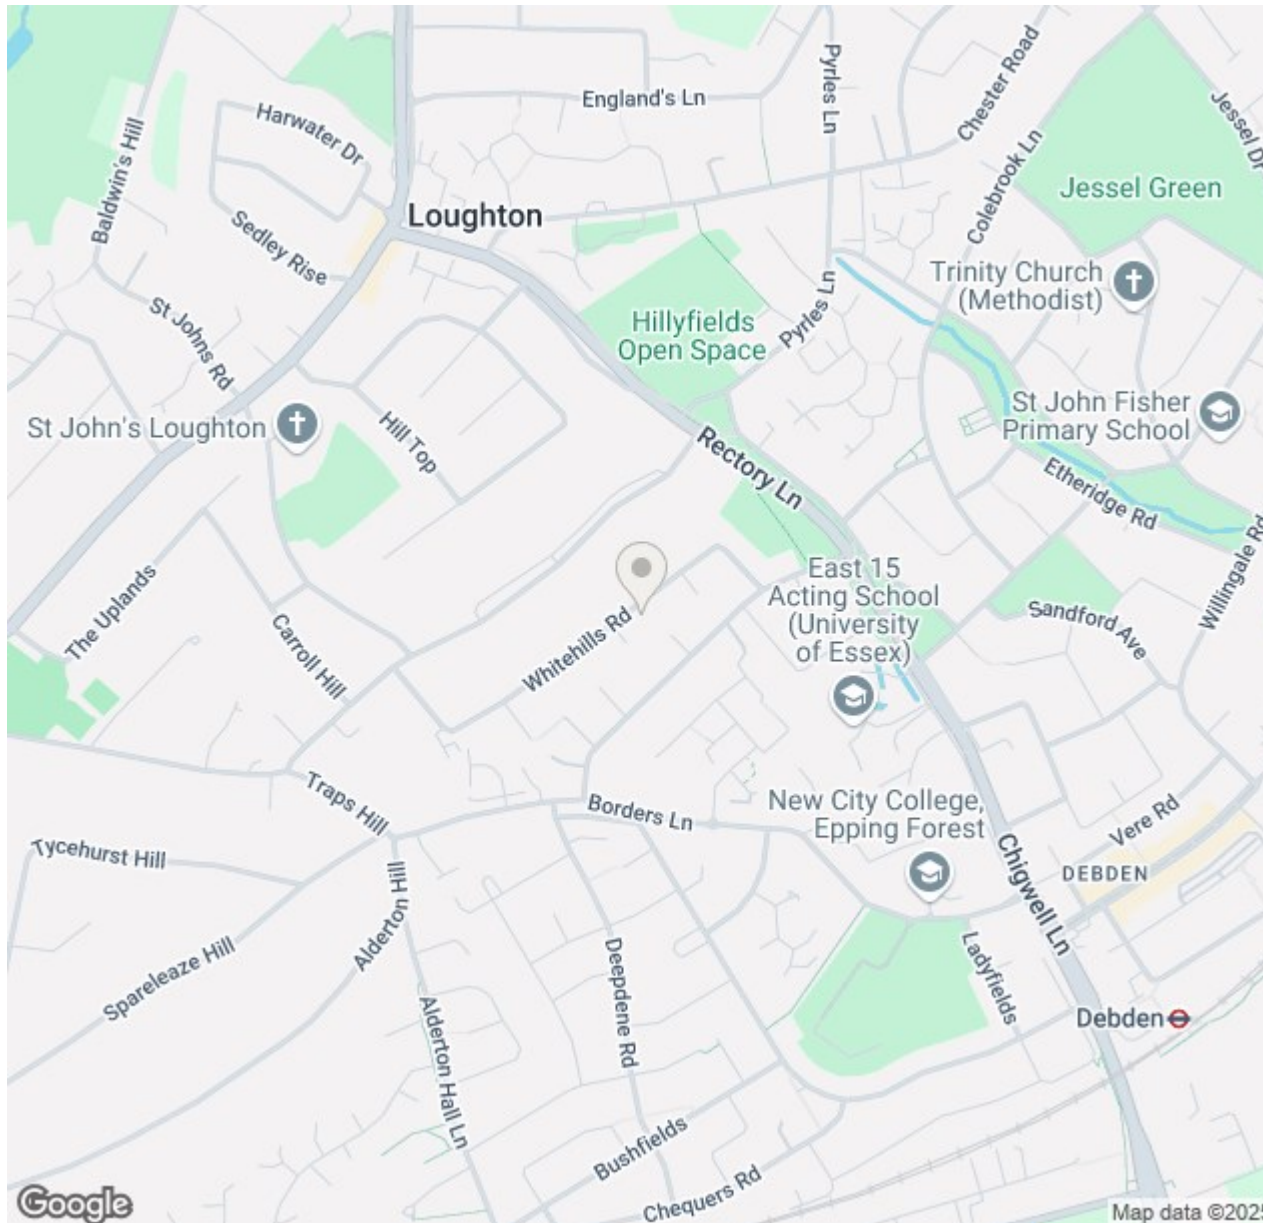 England's Ln
Pyrles Ln
Chester Road
Jessel Dr
Harwater Dr
Baldwin's Hill
Colebrook Ln
Jessel Green
Loughton
Sedley Rise
Trinity Church
(Methodist)
St Johns Rd
Hillyfields
Open Space
Pyrles Ln
St John's Loughton
Hill Top
St John Fisher
Primary School
Rectory Ln
Etheridge Rd
Willingale Rd
The Uplands
East 15
Acting School
(University
of Essex)
Sandford Ave
Carroll Hill
Whitehills Rd
Traps Hill
Borders Ln
New City College,
Epping Forest
Vere Rd
Tycehurst Hill
Chigwell Ln
DEBDEN
Alderton Hill
Spareleaze Hill
Deepdene Rd
Ladyfields
Alderton Hall Ln
Debden
Bushfields
Chequers Rd
Google
Map data ©2025